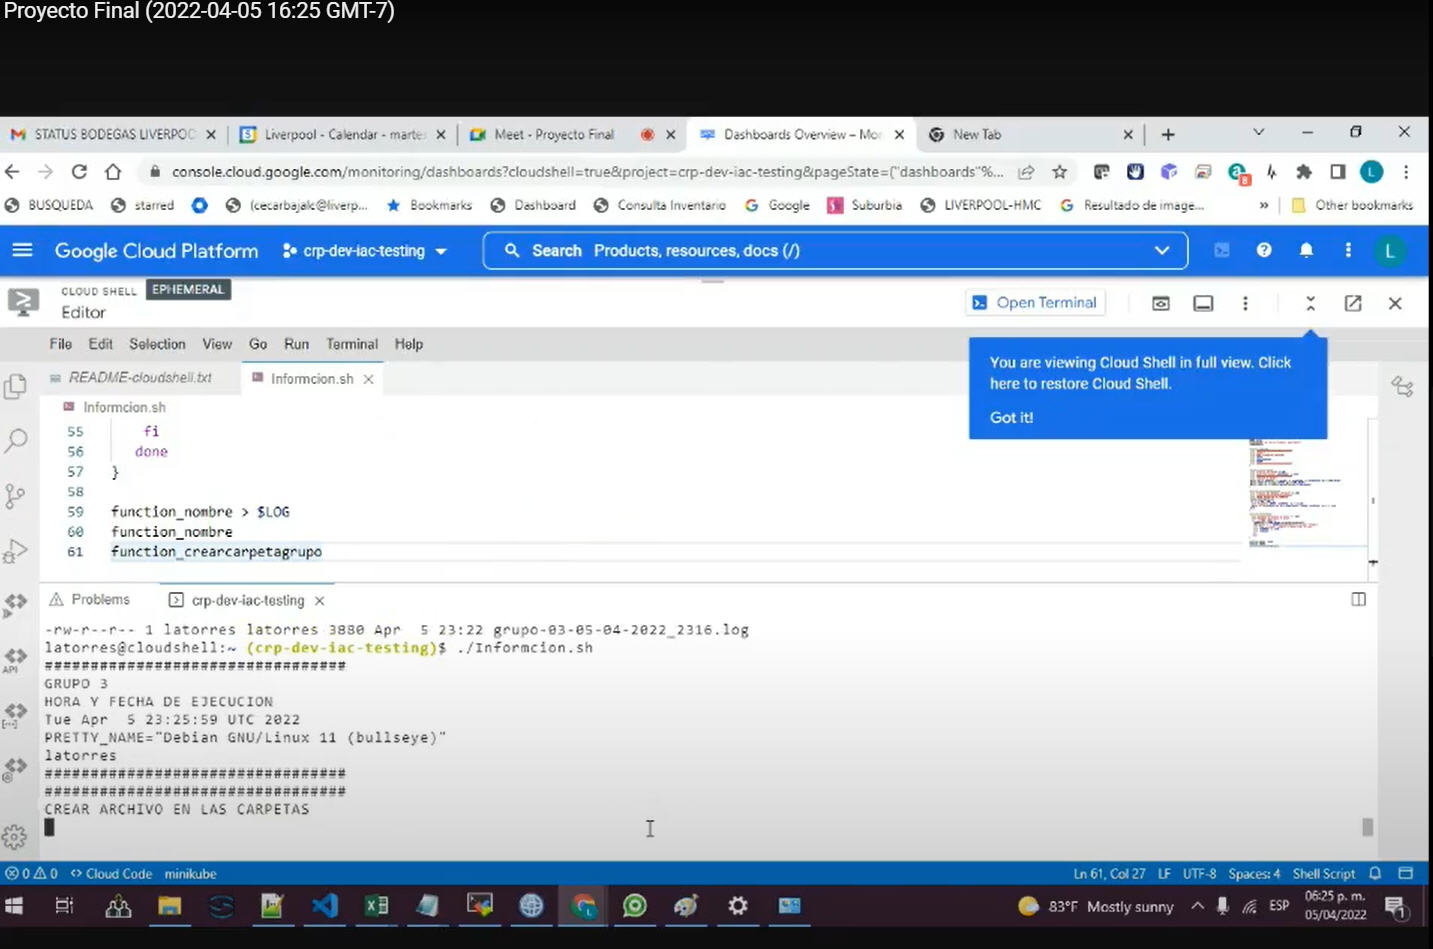 Proyecto Final (2022-04-05 16:25 GMT-7)
STATUS BODEGAS LIVERPOO
Liverpool - Calendar - marte
Meet - Proyecto Final
Dashboards Overview – Mo
New Tab
console.cloud.google.com/monitoring/dashboards?cloudshell=true&project=crp-dev-iac-testing&pageState=("dashboards"%...
8
L
BUSQUEDA
starred
(cecarbajalc@liverp...
Bookmarks
Dashboard
Consulta Inventario
Google
Suburbia
LIVERPOOL-HMC
Resultado de image...
»
Other bookmarks
Google Cloud Platform
crp-dev-iac-testing
Search Products, resources, docs (/)
L
CLOUD SHELL
EPHEMERAL
Editor
Open Terminal
File Edit Selection View Go Run Terminal Help
You are viewing Cloud Shell in full view. Click
here to restore Cloud Shell.
Got it!
README-cloudshell.txt
Informcion.sh
Informcion.sh
55 fi
56 done
57 }
58
59 function_nombre > $LOG
60 function_nombre
61 function_crearcarpetagrupo
Problems
crp-dev-iac-testing
-rw-r--r-- 1 latorres latorres 3880 Apr  5 23:22 grupo-03-05-04-2022_2316.log
latorres@cloudshell:~ (crp-dev-iac-testing)$ ./Informcion.sh
#################################
GRUPO 3
HORA Y FECHA DE EJECUCION
Tue Apr  5 23:25:59 UTC 2022
PRETTY_NAME="Debian GNU/Linux 11 (bullseye)"
latorres
#################################
#################################
CREAR ARCHIVO EN LAS CARPETAS
API
0 0
Cloud Code
minikube
Ln 61, Col 27 LF UTF-8 Spaces: 4 Shell Script
83°F Mostly sunny
ESP
06:25 p. m.
05/04/2022
1